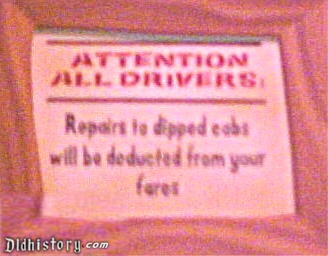 ATTENTION
ALL DRIVERS:
Repairs to dipped cabs
will be deducted from your
fares
Dldhistory.com